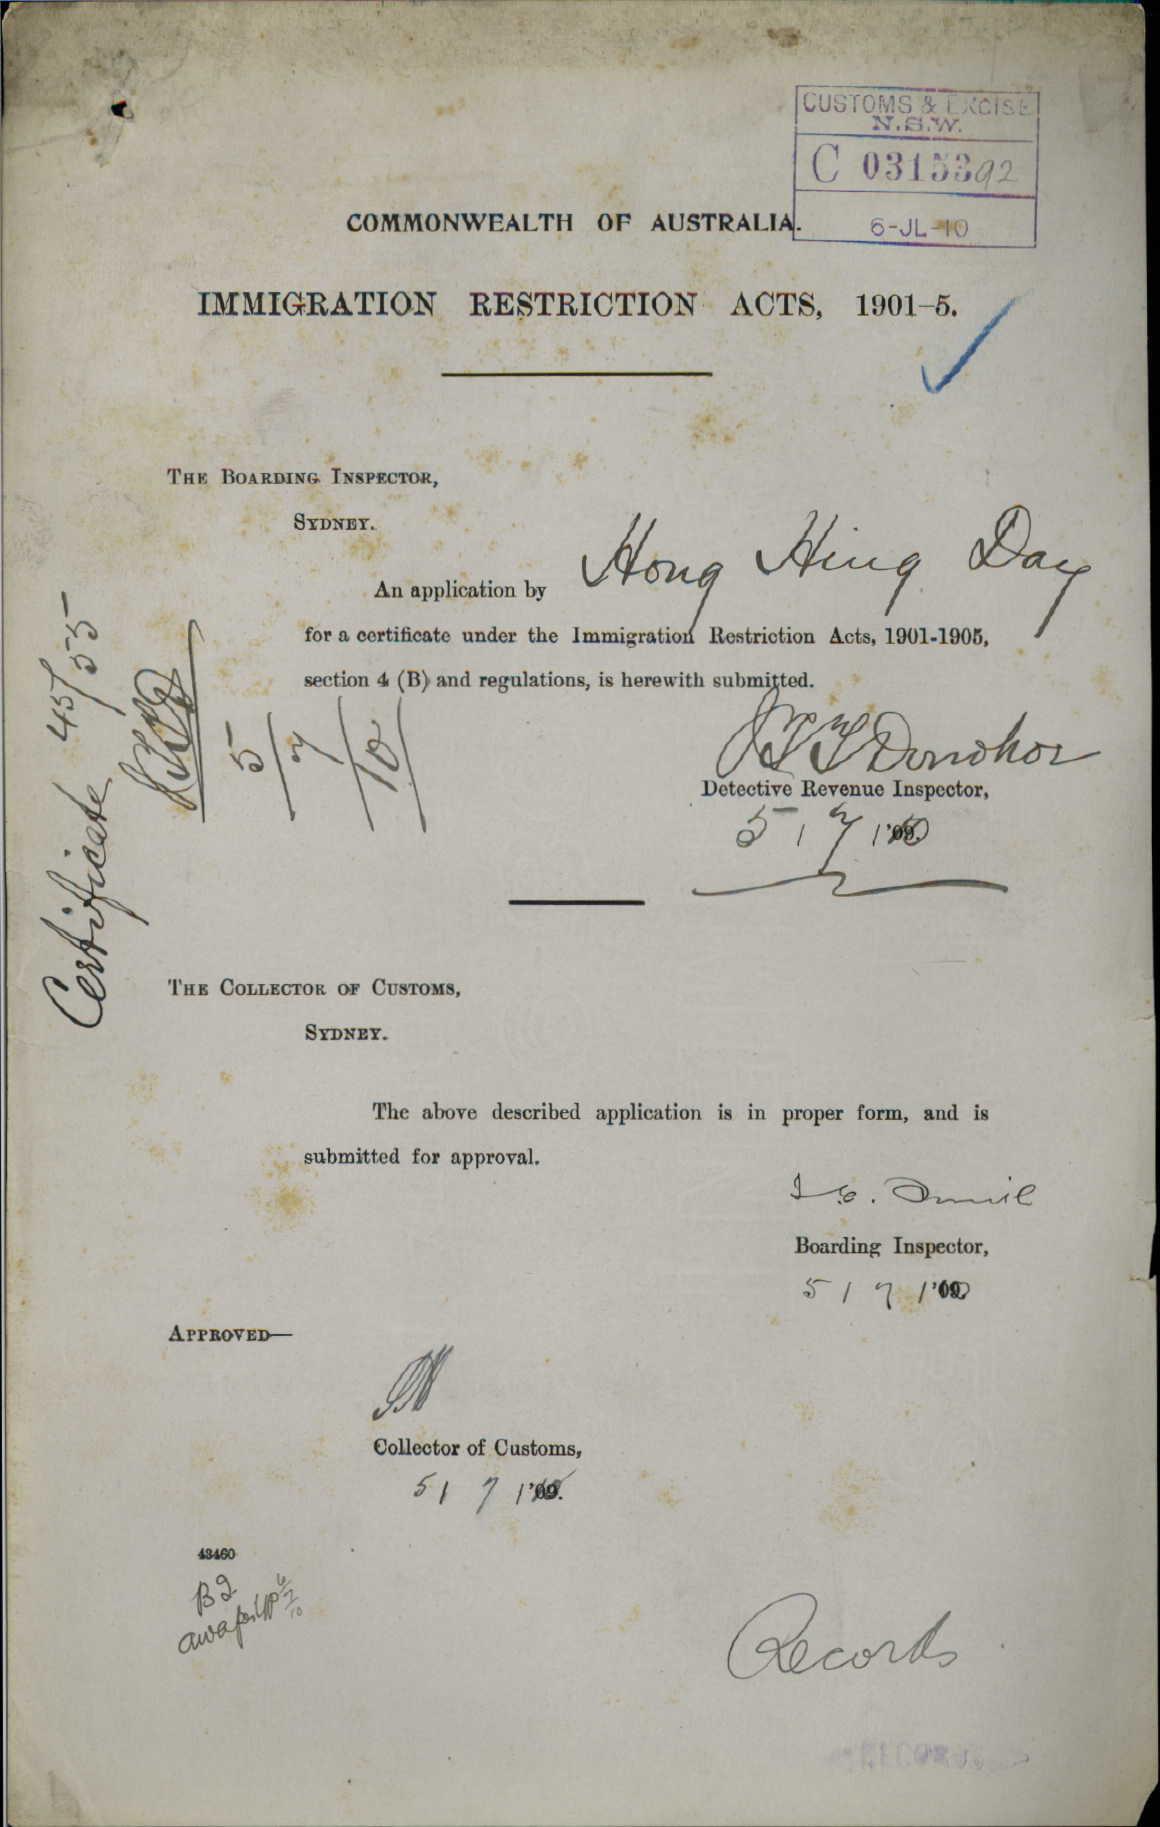 CUSTOMS & EXCISE
N.S.W.
C 0315392
6-JL-10
COMMONWEALTH OF AUSTRALIA.
IMMIGRATION RESTRICTION ACTS, 1901-5.
THE BOARDING INSPECTOR,
SYDNEY.
An application by Hong Hing Day
for a certificate under the Immigration Restriction Acts, 1901-1905,
section 4 (B) and regulations, is herewith submitted.
Donohoe
Detective Revenue Inspector,
5/7/10
Certificate 45/55
5/7/10
THE COLLECTOR OF CUSTOMS,
SYDNEY.
The above described application is in proper form, and is
submitted for approval.
Boarding Inspector,
5/7/10
APPROVED—
Collector of Customs,
5/7/10
43460
B I
Records
RECORDS